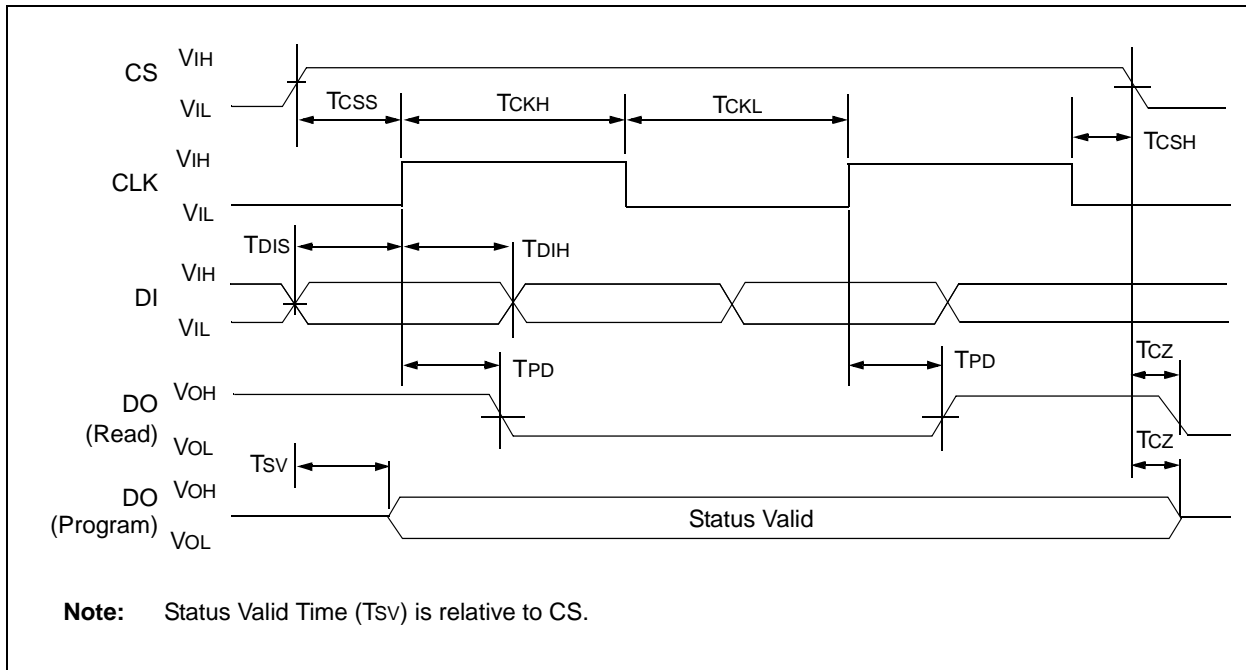 CS
VIH
VIL
TCSS
TCKH
TCKL
TCSH
CLK
VIH
VIL
TDIS
TDIH
DI
VIH
VIL
TPD
TPD
TCZ
DO
(Read)
VOH
VOL
TCZ
TSV
DO
(Program)
VOH
VOL
Status Valid
Note: Status Valid Time (TSV) is relative to CS.